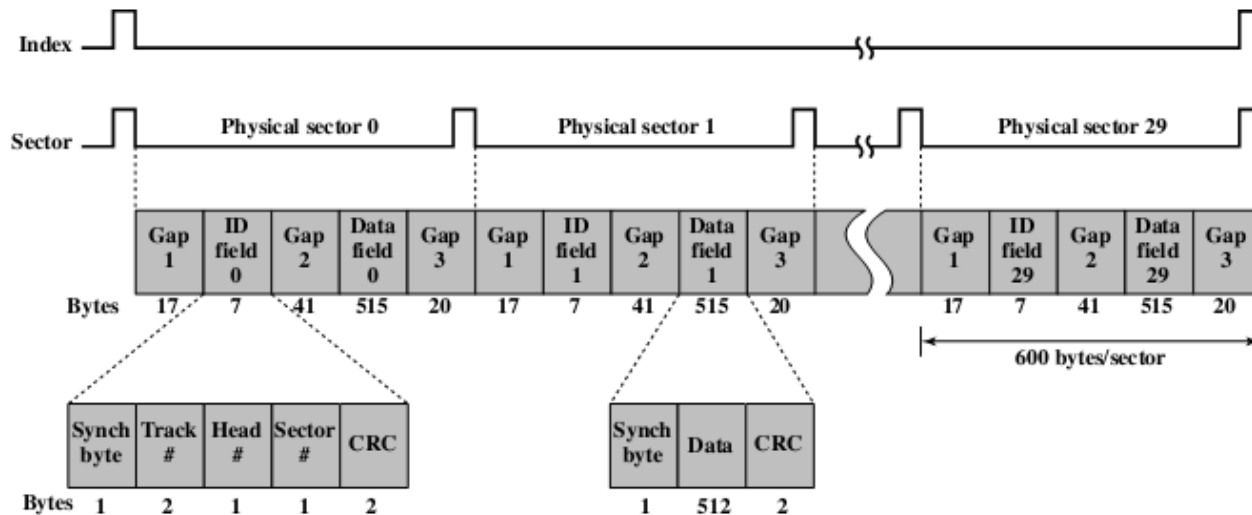 Index
Sector
Physical sector 0
Physical sector 1
Physical sector 29
Gap
1
ID
field
0
Gap
2
Data
field
0
Gap
3
Gap
1
ID
field
1
Gap
2
Data
field
1
Gap
3
Gap
1
ID
field
29
Gap
2
Data
field
29
Gap
3
Bytes 17 7 41 515 20 17 7 41 515 20 17 7 41 515 20
600 bytes/sector
Synch
byte
Track
#
Head
#
Sector
#
CRC
Bytes 1 2 1 1 2
Synch
byte
Data
CRC
1 512 2